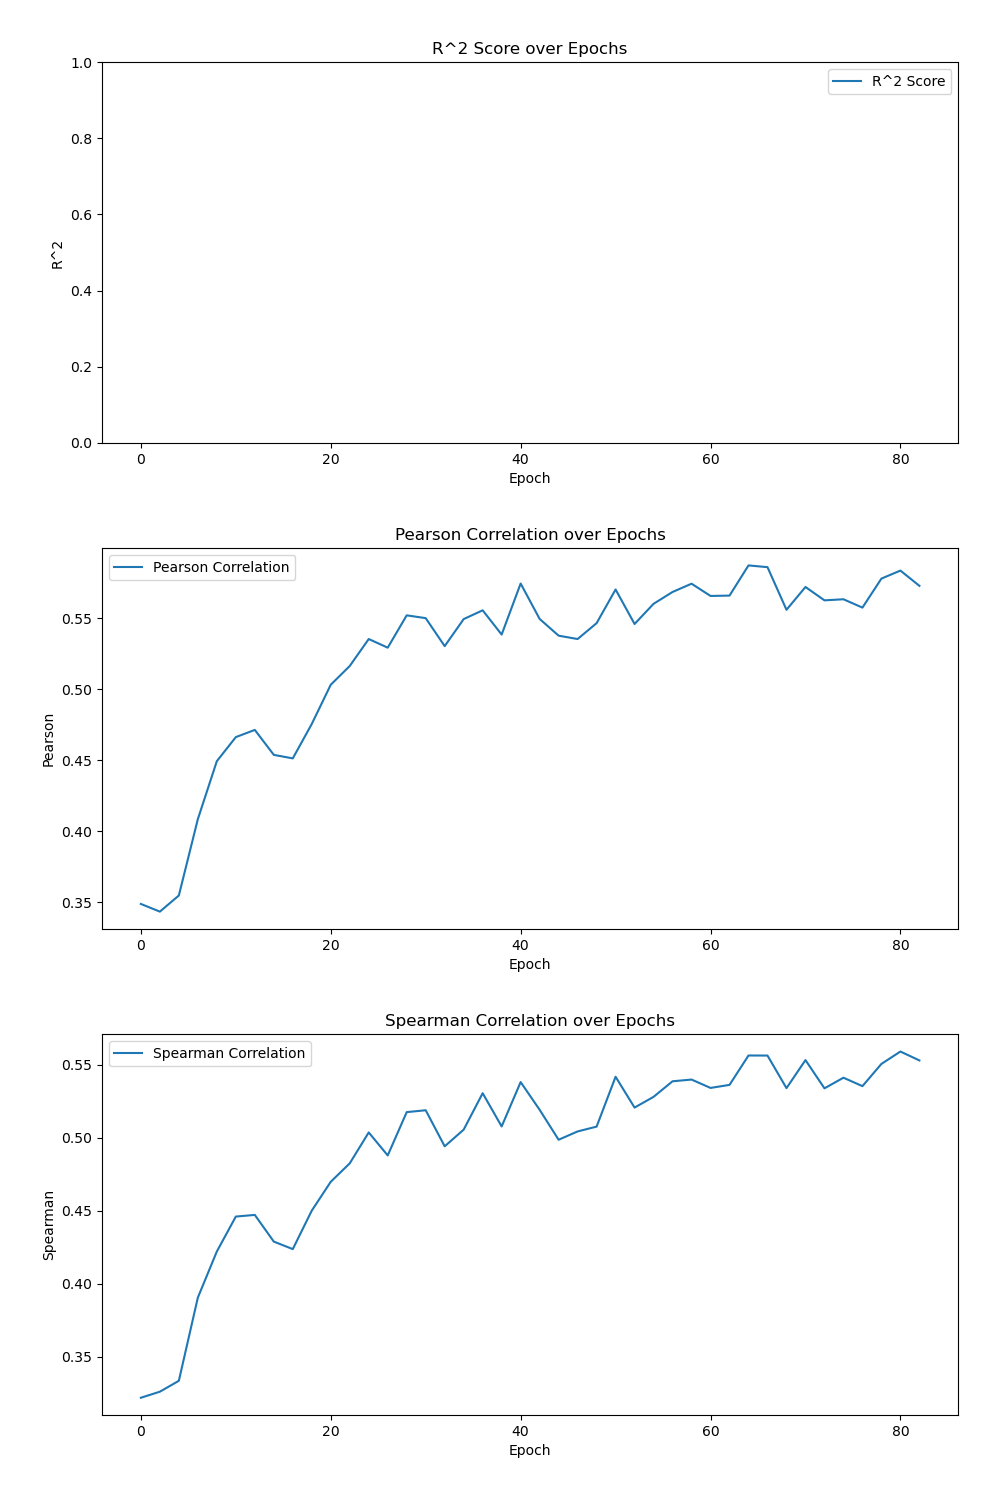 R^2 Score over Epochs
1.0
R^2 Score
0.8
0.6
R^2
0.4
0.2
0.0
0 20 40 60 80
Epoch
Pearson Correlation over Epochs
Pearson Correlation
0.55
0.50
Pearson
0.45
0.40
0.35
0 20 40 60 80
Epoch
Spearman Correlation over Epochs
Spearman Correlation
0.55
0.50
0.45
Spearman
0.40
0.35
0 20 40 60 80
Epoch